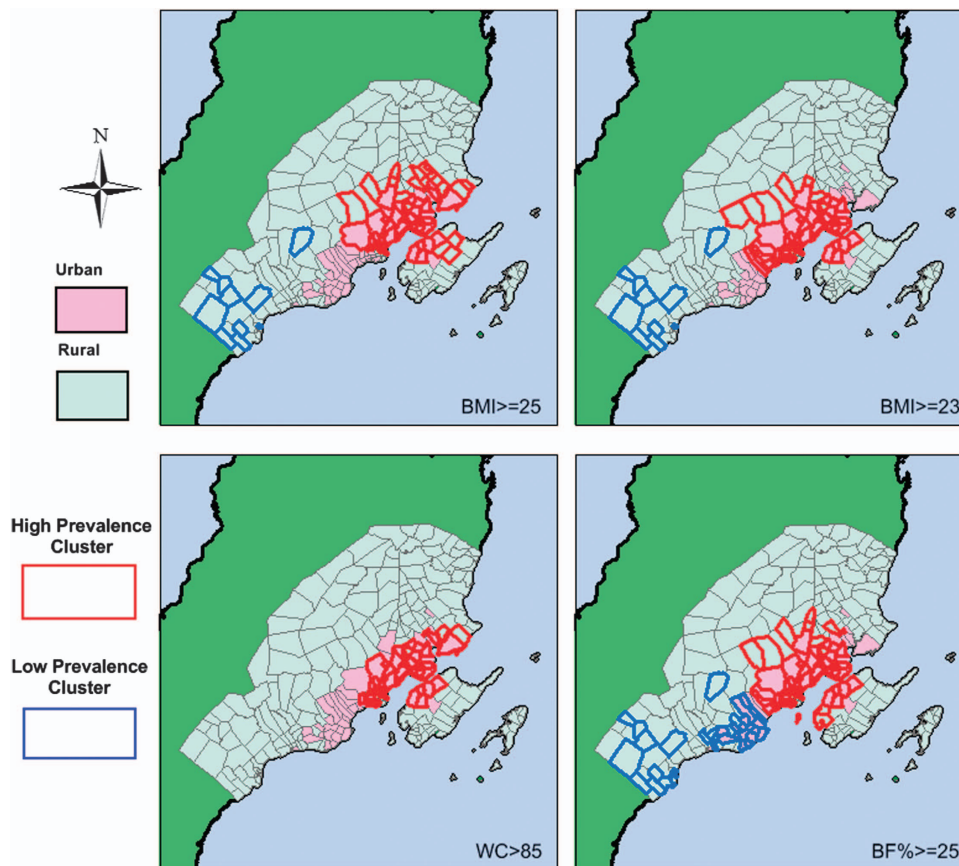 N
Urban
Rural
BMI>=25
BMI>=23
High Prevalence
Cluster
Low Prevalence
Cluster
WC>85
BF%>=25